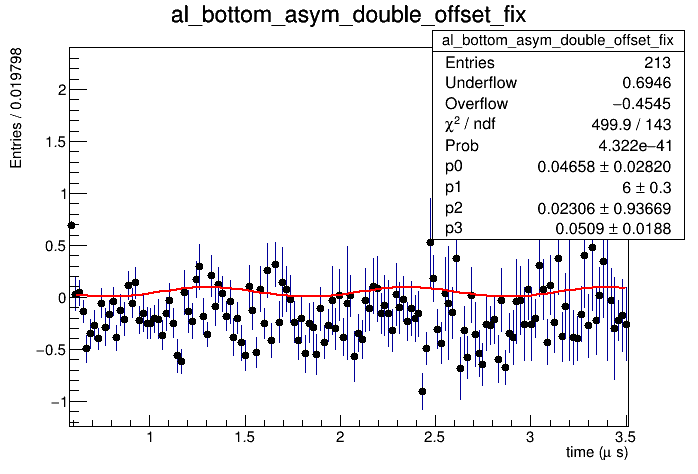 al_bottom_asym_double_offset_fix
al_bottom_asym_double_offset_fix
Entries 213
Underflow 0.6946
Overflow −0.4545
χ² / ndf 499.9 / 143
Prob 4.322e−41
p0 0.04658 ± 0.02820
p1 6 ± 0.3
p2 0.02306 ± 0.93669
p3 0.0509 ± 0.0188
Entries / 0.019798
2
1.5
1
0.5
0
−0.5
−1
1 1.5 2 2.5 3 3.5
time (μ s)